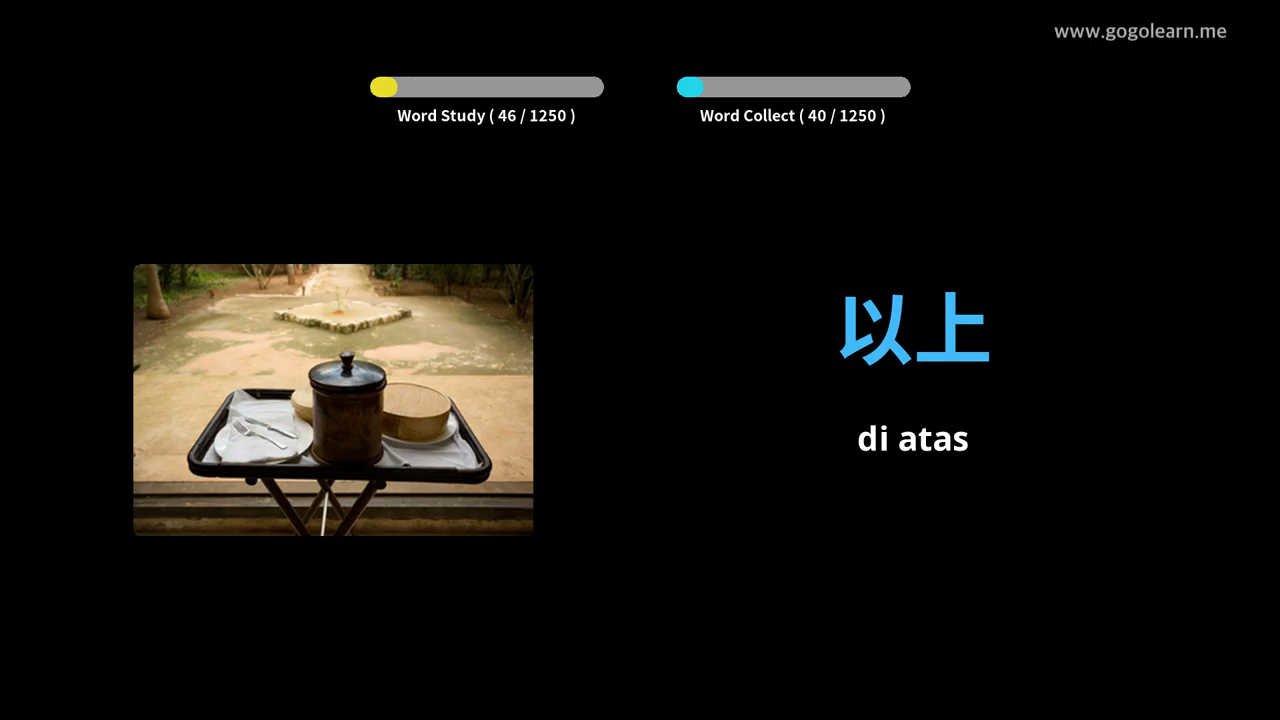 www.gogolearn.me
Word Study ( 46 / 1250 )
Word Collect ( 40 / 1250 )
以上
di atas